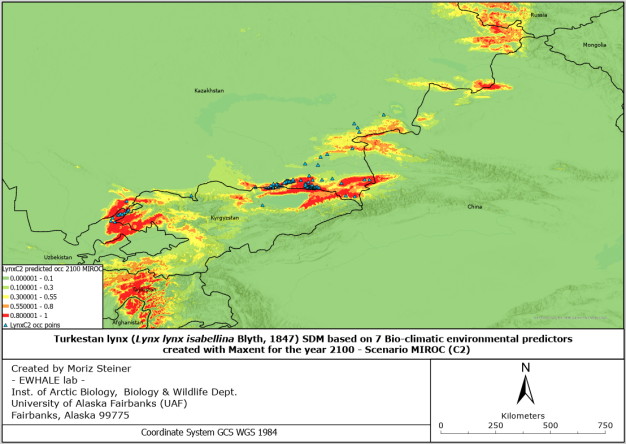 Russia
Mongolia
Kazakhstan
Kyrgyzstan
China
Uzbekistan
LynxC2 predicted occ 2100 MIROC
0.000001 - 0.1
0.100001 - 0.3
0.300001 - 0.55
0.550001 - 0.8
0.800001 - 1
LynxC2 occ poins
Afghanistan
Turkestan lynx (Lynx lynx isabellina Blyth, 1847) SDM based on 7 Bio-climatic environmental predictors
created with Maxent for the year 2100 - Scenario MIROC (C2)
Created by Moriz Steiner
- EWHALE lab -
Inst. of Arctic Biology, Biology & Wildlife Dept.
University of Alaska Fairbanks (UAF)
Fairbanks, Alaska 99775
Coordinate System GCS WGS 1984
N
Kilometers
0 250 500 750